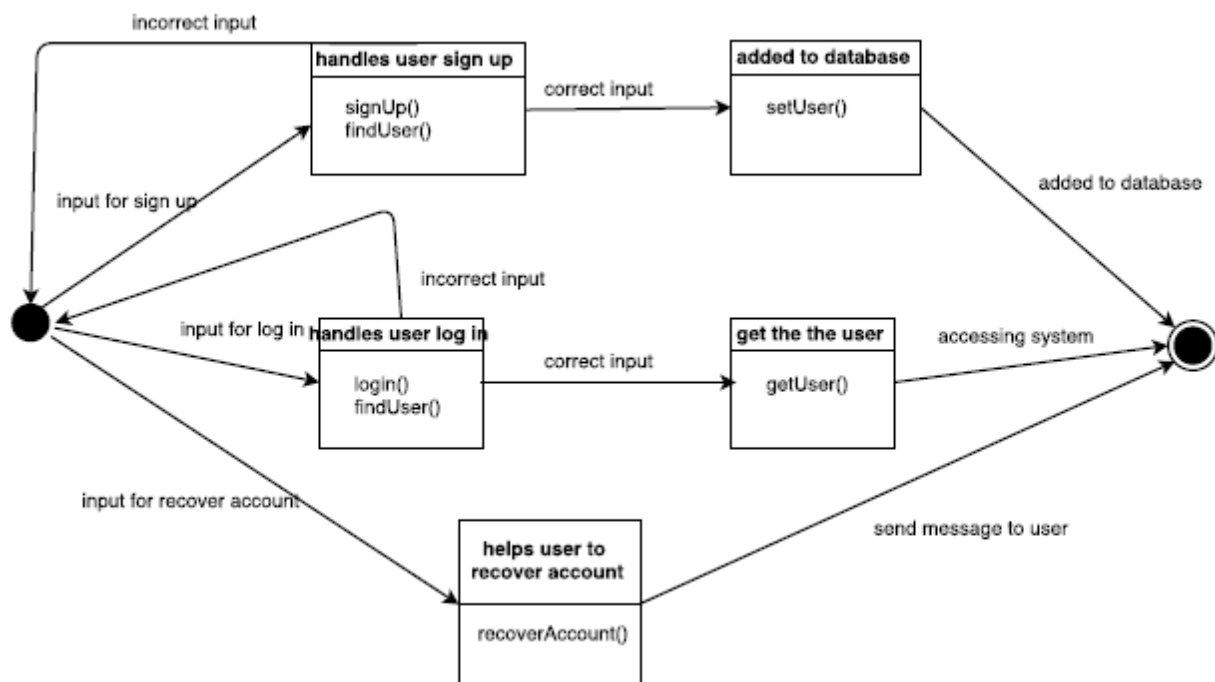 incorrect input
handles user sign up
added to database
correct input
signUp()
findUser()
setUser()
input for sign up
added to database
incorrect input
input for log in
handles user log in
get the the user
accessing system
correct input
login()
findUser()
getUser()
input for recover account
send message to user
helps user to
recover account
recoverAccount()